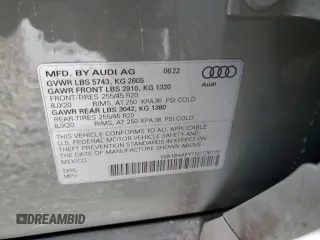 MFD. BY AUDI AG 06/22
GVWR LBS 5743, KG 2605
GAWR FRONT LBS 2910, KG 1320
FRONT-TIRES 255/45 R20
8JX20 RIMS, AT 250 KPA 36 PSI COLD
GAWR REAR LBS 3042, KG 1380
REAR-TIRES 255/45 R20
8JX20 RIMS, AT 250 KPA 36 PSI COLD
THIS VEHICLE CONFORMS TO ALL APPLICABLE
U.S. FEDERAL MOTOR VEHICLE SAFETY
STANDARDS IN EFFECT ON THE DATE OF
MANUFACTURE SHOWN ABOVE.
MEXICO
TYPE:
MPV
Audi
DREAMBID